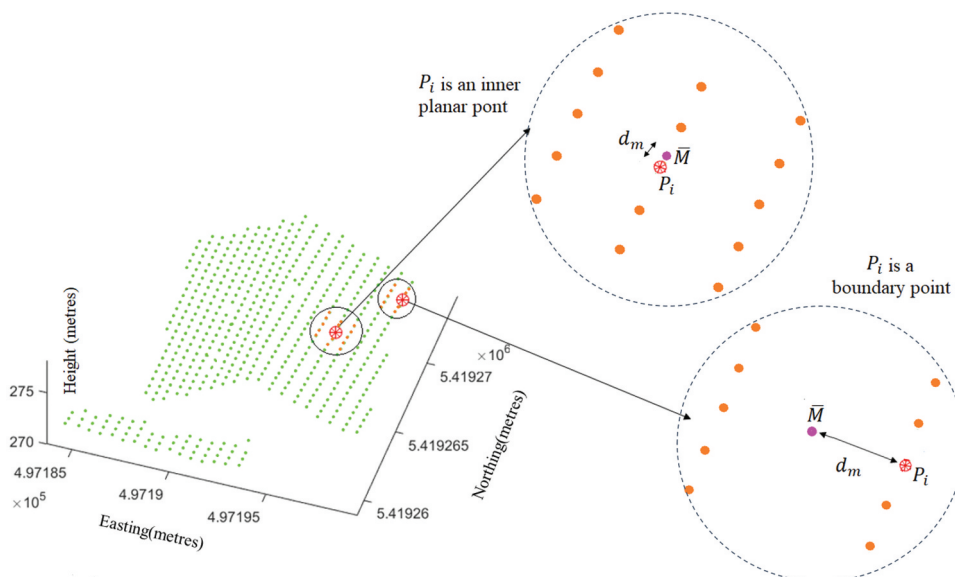 P_i is an inner
planar pont
d_m
M̅
P_i
P_i is a
boundary point
M̅
d_m
P_i
Height (metres)
275
270
4.97185
×10^5
4.9719
4.97195
Easting(metres)
×10^6
5.41927
5.419265
5.41926
Northing(metres)